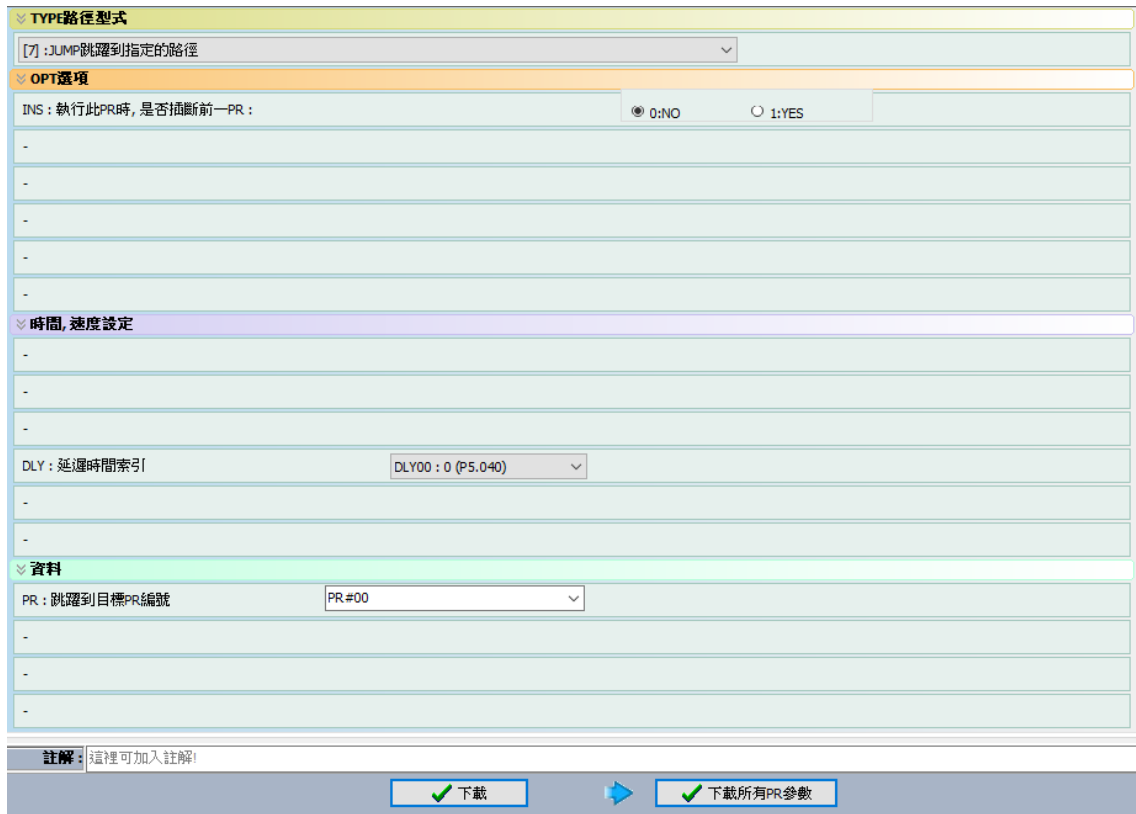 TYPE路徑型式
[7] :JUMP跳躍到指定的路徑
OPT選項
INS : 執行此PR時, 是否插斷前一PR :
0:NO
1:YES
-
-
-
-
-
時間, 速度設定
-
-
-
DLY : 延遲時間索引
DLY00 : 0 (P5.040)
-
-
資料
PR : 跳躍到目標PR編號
PR#00
-
-
-
註解 :
這裡可加入註解!
下載
下載所有PR參數